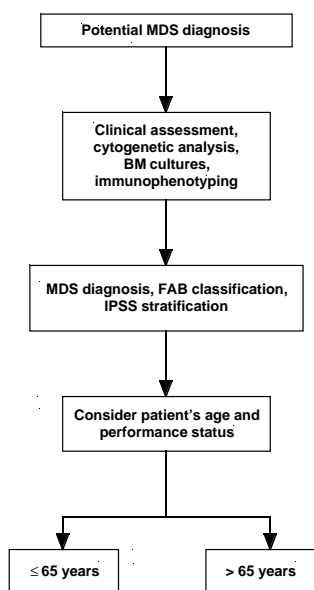 Potential MDS diagnosis
Clinical assessment,
cytogenetic analysis,
BM cultures,
immunophenotyping
MDS diagnosis, FAB classification,
IPSS stratification
Consider patient's age and
performance status
≤ 65 years
> 65 years